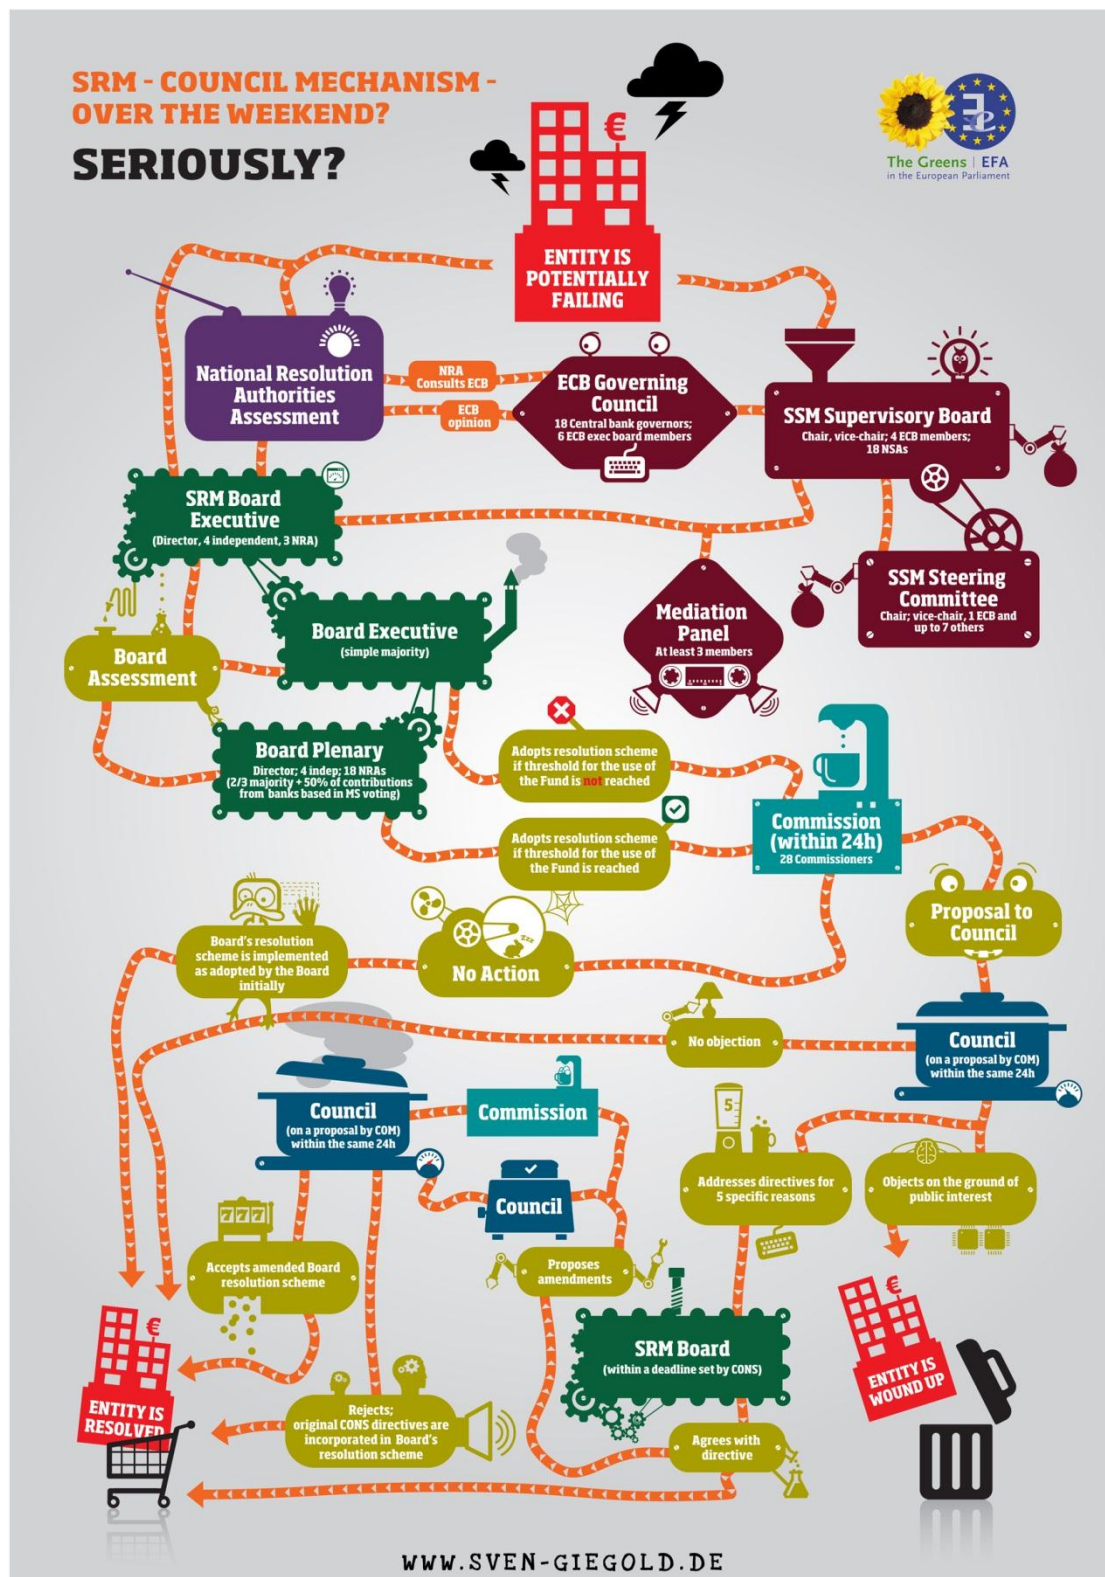 SRM - COUNCIL MECHANISM -
OVER THE WEEKEND?
SERIOUSLY?
€
The Greens | EFA
in the European Parliament
ENTITY IS
POTENTIALLY
FAILING
National Resolution
Authorities
Assessment
NRA
Consults ECB
ECB
opinion
ECB Governing
Council
18 Central bank governors;
6 ECB exec board members
SSM Supervisory Board
Chair, vice-chair; 4 ECB members;
18 NSAs
SRM Board
Executive
(Director, 4 independent, 3 NRA)
SSM Steering
Committee
Chair; vice-chair, 1 ECB and
up to 7 others
Mediation
Panel
At least 3 members
Board Executive
(simple majority)
Board
Assessment
Board Plenary
Director; 4 indep; 18 NRAs
(2/3 majority + 50% of contributions
from banks based in MS voting)
Adopts resolution scheme
if threshold for the use of
the Fund is not reached
Adopts resolution scheme
if threshold for the use of
the Fund is reached
Commission
(within 24h)
28 Commissioners
Proposal to
Council
Board's resolution
scheme is implemented
as adopted by the Board
initially
zzz
No Action
No objection
Council
(on a proposal by COM)
within the same 24h
Council
(on a proposal by COM)
within the same 24h
Commission
Council
5
Addresses directives for
5 specific reasons
Objects on the ground of
public interest
777
Accepts amended Board
resolution scheme
Proposes
amendments
SRM Board
(within a deadline set by CONS)
€
ENTITY IS
RESOLVED
€
ENTITY IS
WOUND UP
Rejects;
original CONS directives are
incorporated in Board's
resolution scheme
Agrees with
directive
WWW.SVEN-GIEGOLD.DE